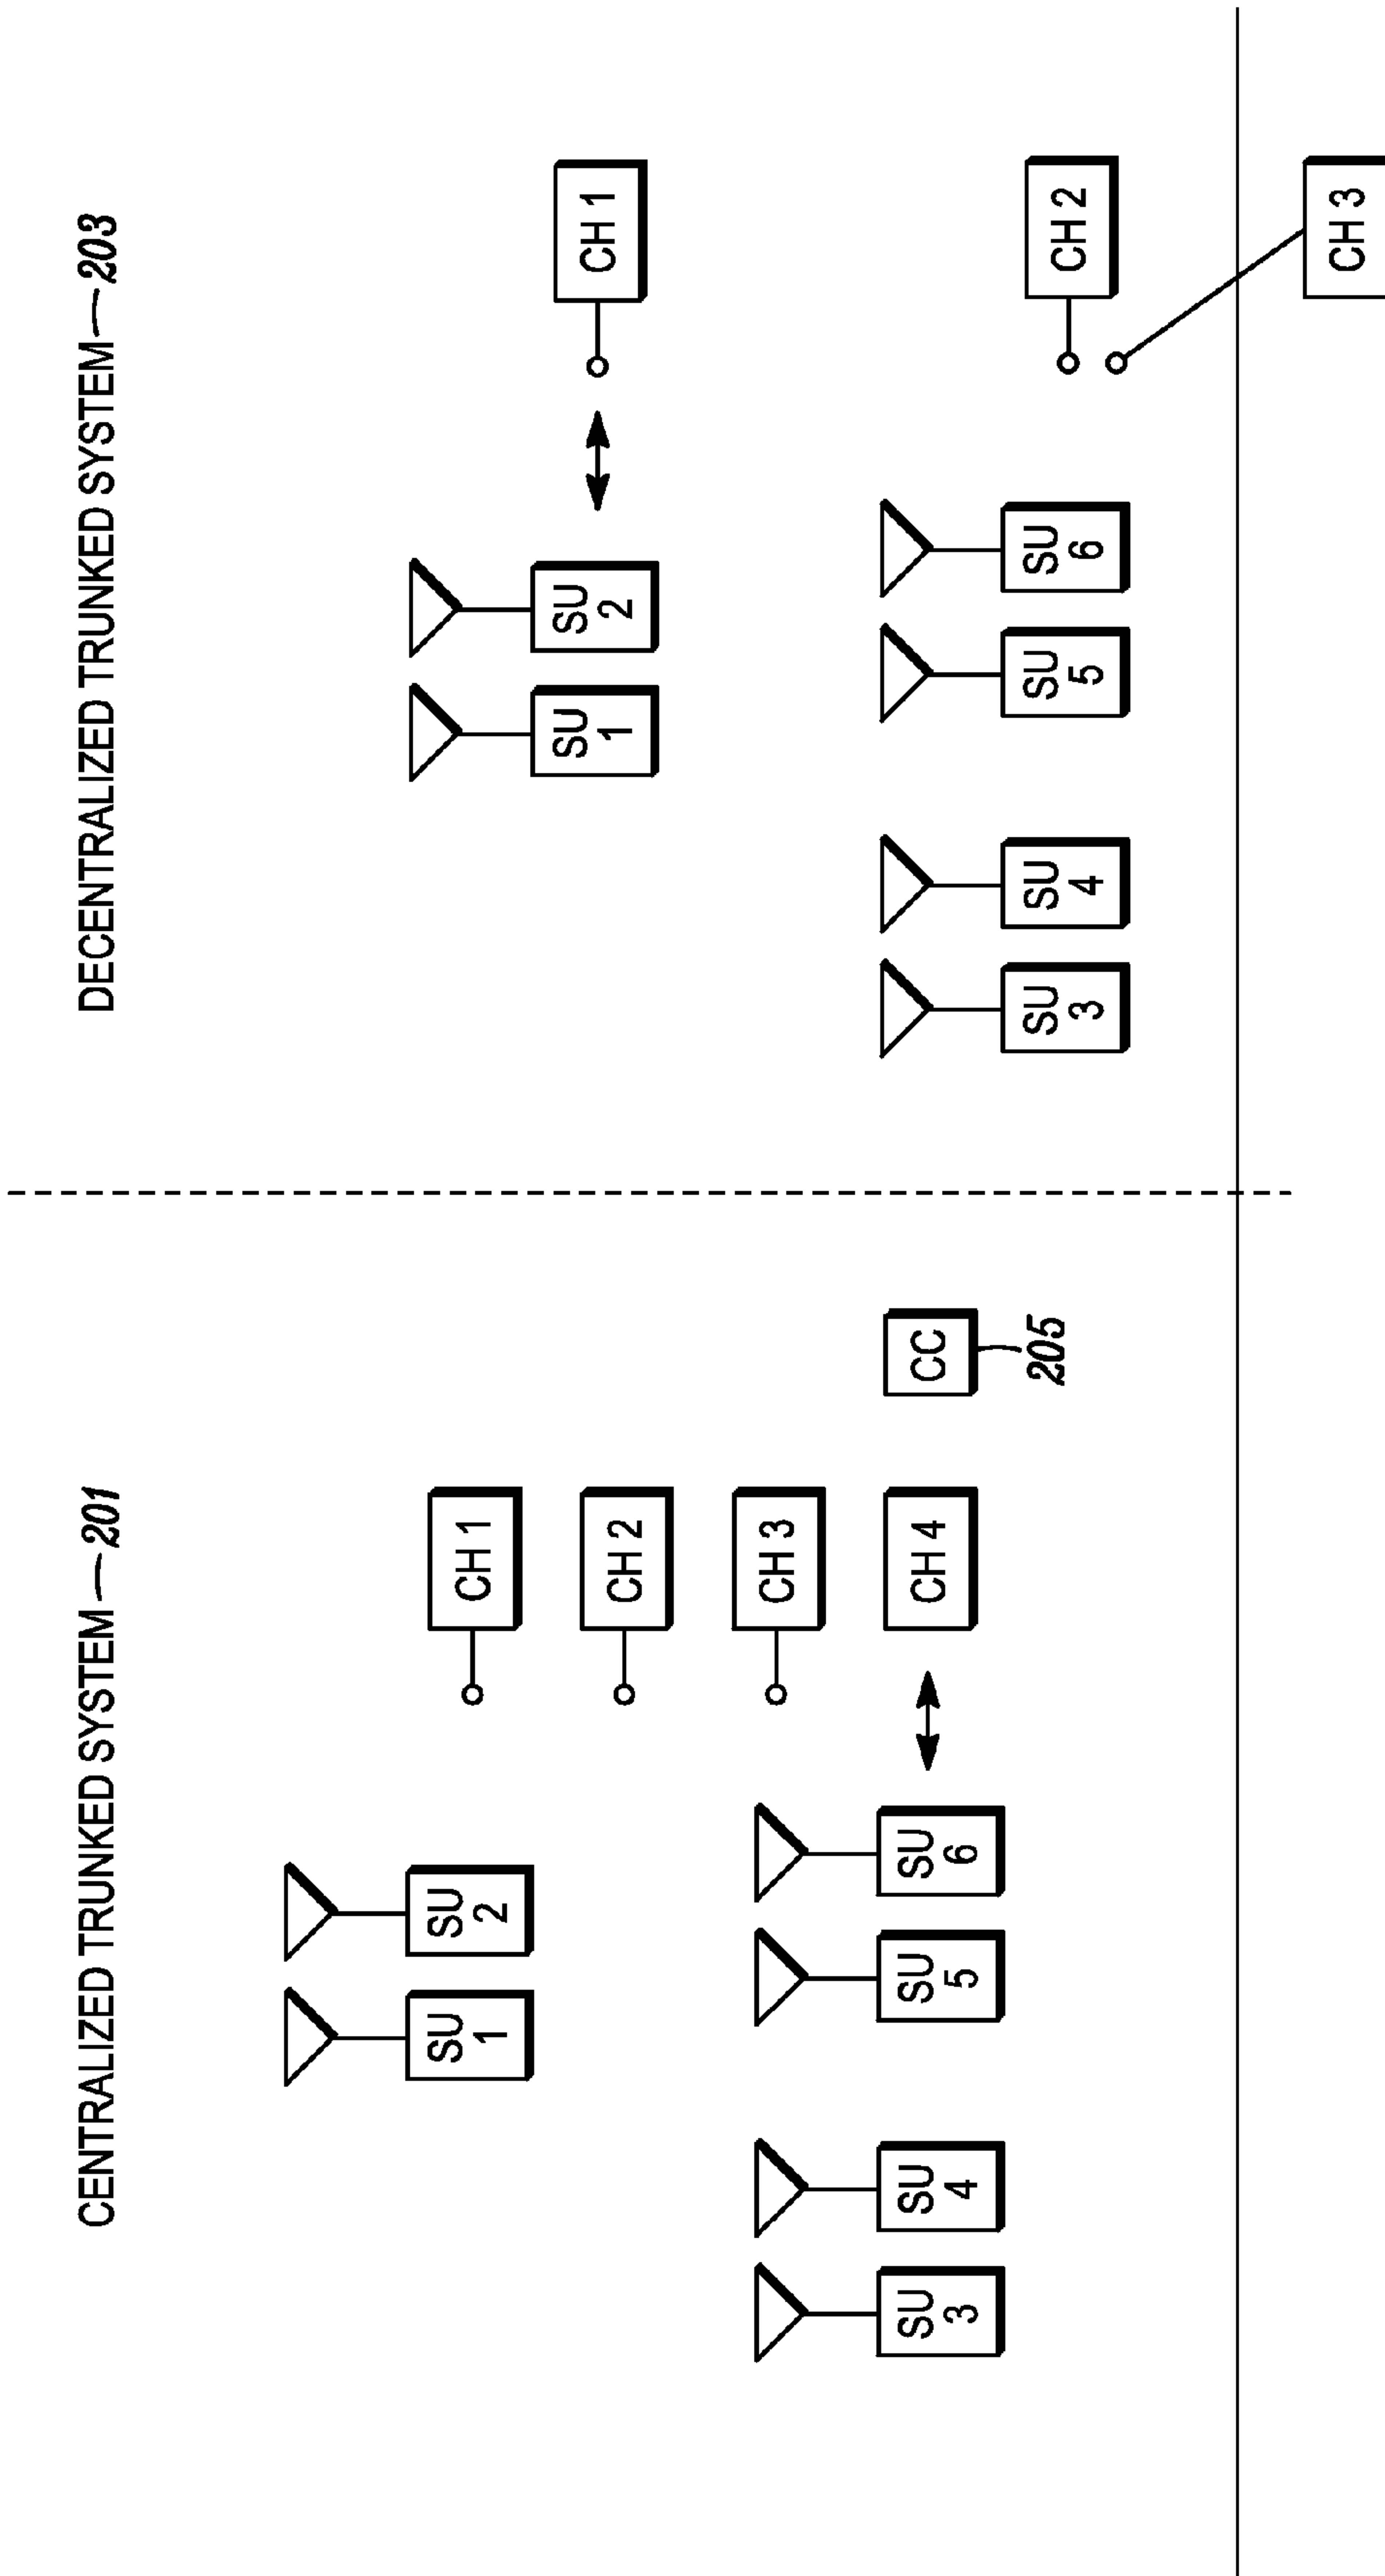 CENTRALIZED TRUNKED SYSTEM 201
SU 1
SU 2
CH 1
CH 2
CH 3
SU 3
SU 4
SU 5
SU 6
CH 4
CC
205
DECENTRALIZED TRUNKED SYSTEM 203
SU 1
SU 2
CH 1
SU 3
SU 4
SU 5
SU 6
CH 2
CH 3